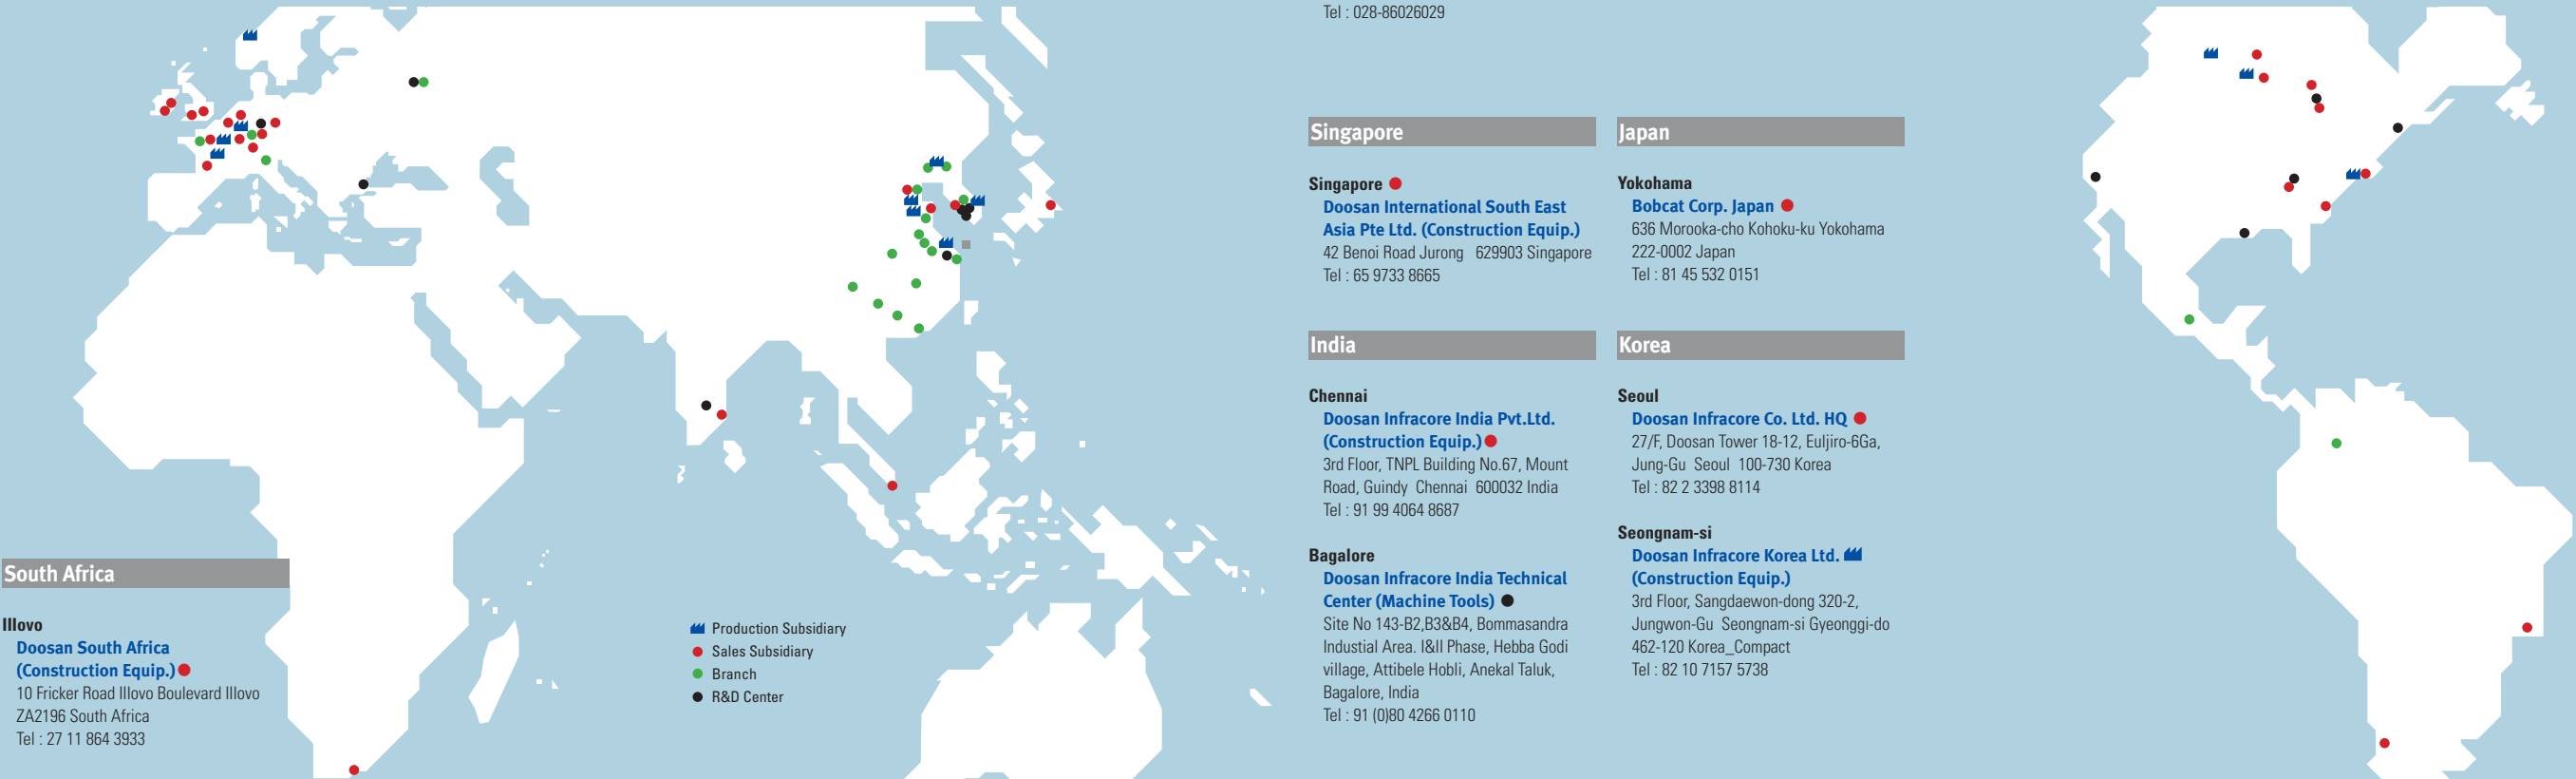 Tel : 028-86026029
South Africa
Illovo
Doosan South Africa
(Construction Equip.)
10 Fricker Road Illovo Boulevard Illovo
ZA2196 South Africa
Tel : 27 11 864 3933
Production Subsidiary
Sales Subsidiary
Branch
R&D Center
Singapore
Singapore
Doosan International South East
Asia Pte Ltd. (Construction Equip.)
42 Benoi Road Jurong 629903 Singapore
Tel : 65 9733 8665
India
Chennai
Doosan Infracore India Pvt.Ltd.
(Construction Equip.)
3rd Floor, TNPL Building No.67, Mount
Road, Guindy Chennai 600032 India
Tel : 91 99 4064 8687
Bagalore
Doosan Infracore India Technical
Center (Machine Tools)
Site No 143-B2,B3&B4, Bommasandra
Industial Area. I&II Phase, Hebba Godi
village, Attibele Hobli, Anekal Taluk,
Bagalore, India
Tel : 91 (0)80 4266 0110
Japan
Yokohama
Bobcat Corp. Japan
636 Morooka-cho Kohoku-ku Yokohama
222-0002 Japan
Tel : 81 45 532 0151
Korea
Seoul
Doosan Infracore Co. Ltd. HQ
27/F, Doosan Tower 18-12, Euljiro-6Ga,
Jung-Gu Seoul 100-730 Korea
Tel : 82 2 3398 8114
Seongnam-si
Doosan Infracore Korea Ltd.
(Construction Equip.)
3rd Floor, Sangdaewon-dong 320-2,
Jungwon-Gu Seongnam-si Gyeonggi-do
462-120 Korea_Compact
Tel : 82 10 7157 5738